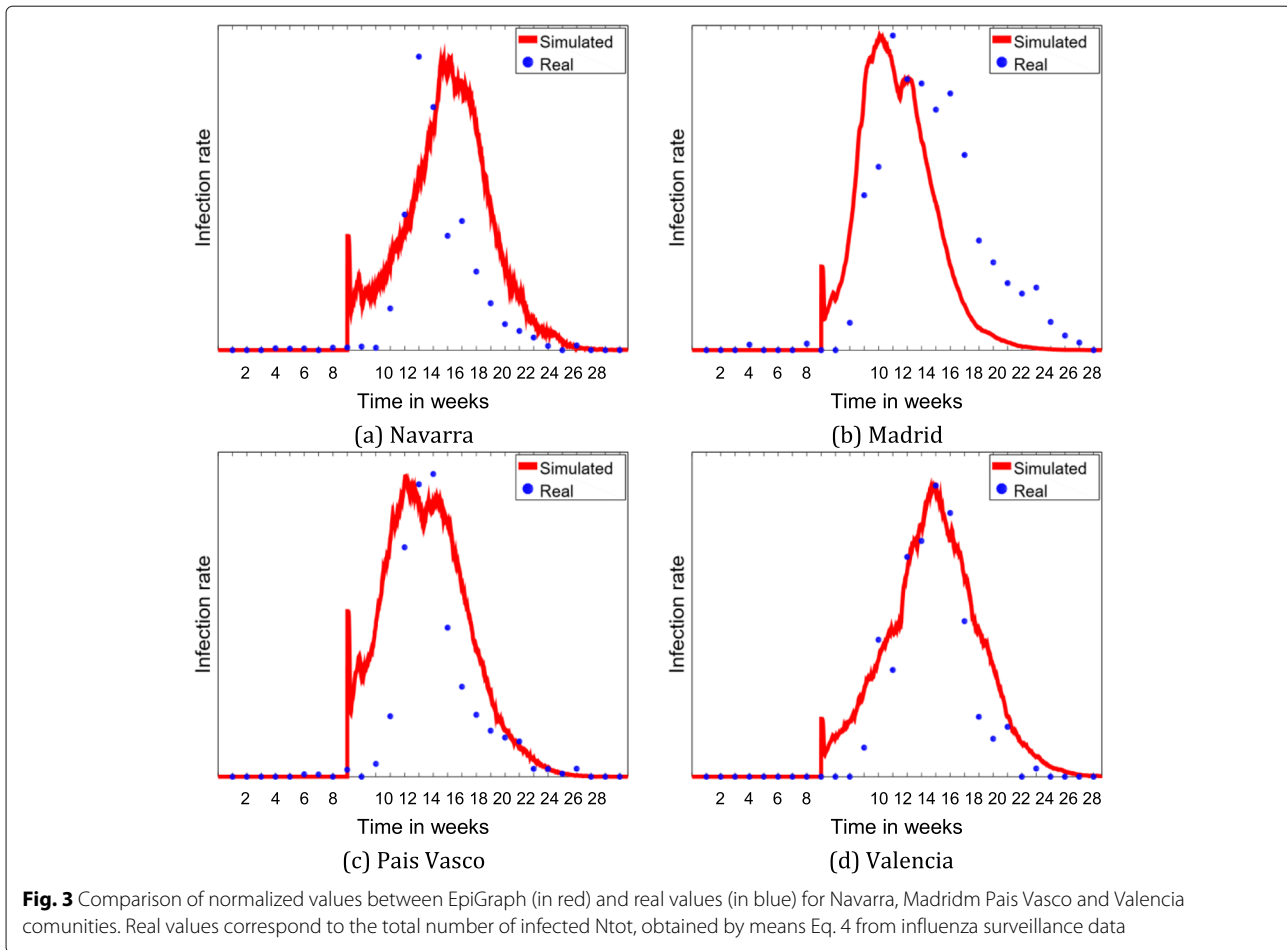 Simulated
Real
Infection rate
2 4 6 8 10 12 14 16 18 20 22 24 26 28
Time in weeks
(a) Navarra
Simulated
Real
Infection rate
2 4 6 8 10 12 14 16 18 20 22 24 26 28
Time in weeks
(b) Madrid
Simulated
Real
Infection rate
2 4 6 8 10 12 14 16 18 20 22 24 26 28
Time in weeks
(c) Pais Vasco
Simulated
Real
Infection rate
2 4 6 8 10 12 14 16 18 20 22 24 26 28
Time in weeks
(d) Valencia
Fig. 3 Comparison of normalized values between EpiGraph (in red) and real values (in blue) for Navarra, Madridm Pais Vasco and Valencia
comunities. Real values correspond to the total number of infected Ntot, obtained by means Eq. 4 from influenza surveillance data